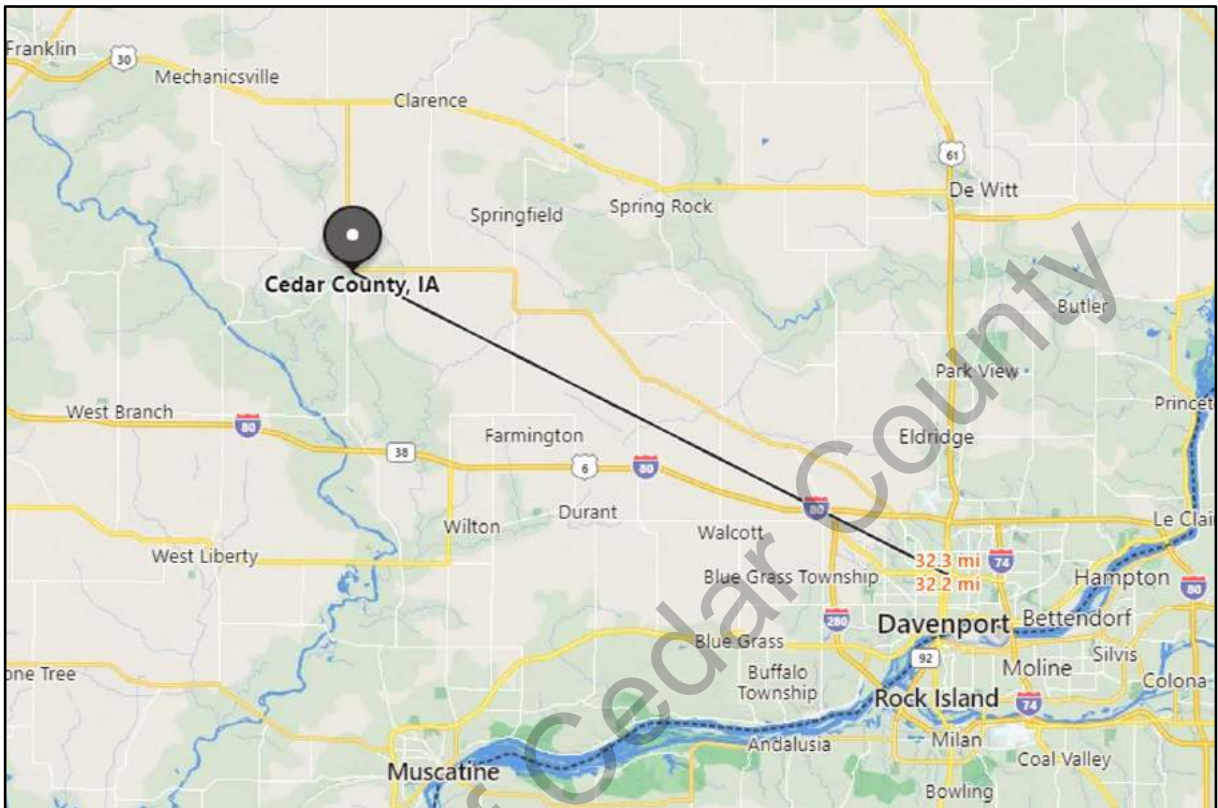 Franklin
30
Mechanicsville
Clarence
61
De Witt
Springfield
Spring Rock
Cedar County, IA
Butler
Park View
Princet
West Branch
80
38
Farmington
6
80
Eldridge
80
Wilton
Durant
Walcott
Le Clair
West Liberty
32.3 mi
74
Blue Grass Township
32.2 mi
Hampton
80
280
Davenport
Bettendorf
Blue Grass
92
Silvis
one Tree
Buffalo
Township
Moline
Colona
Rock Island
74
Andalusia
Milan
Coal Valley
Muscatine
Bowling
f Cedar County